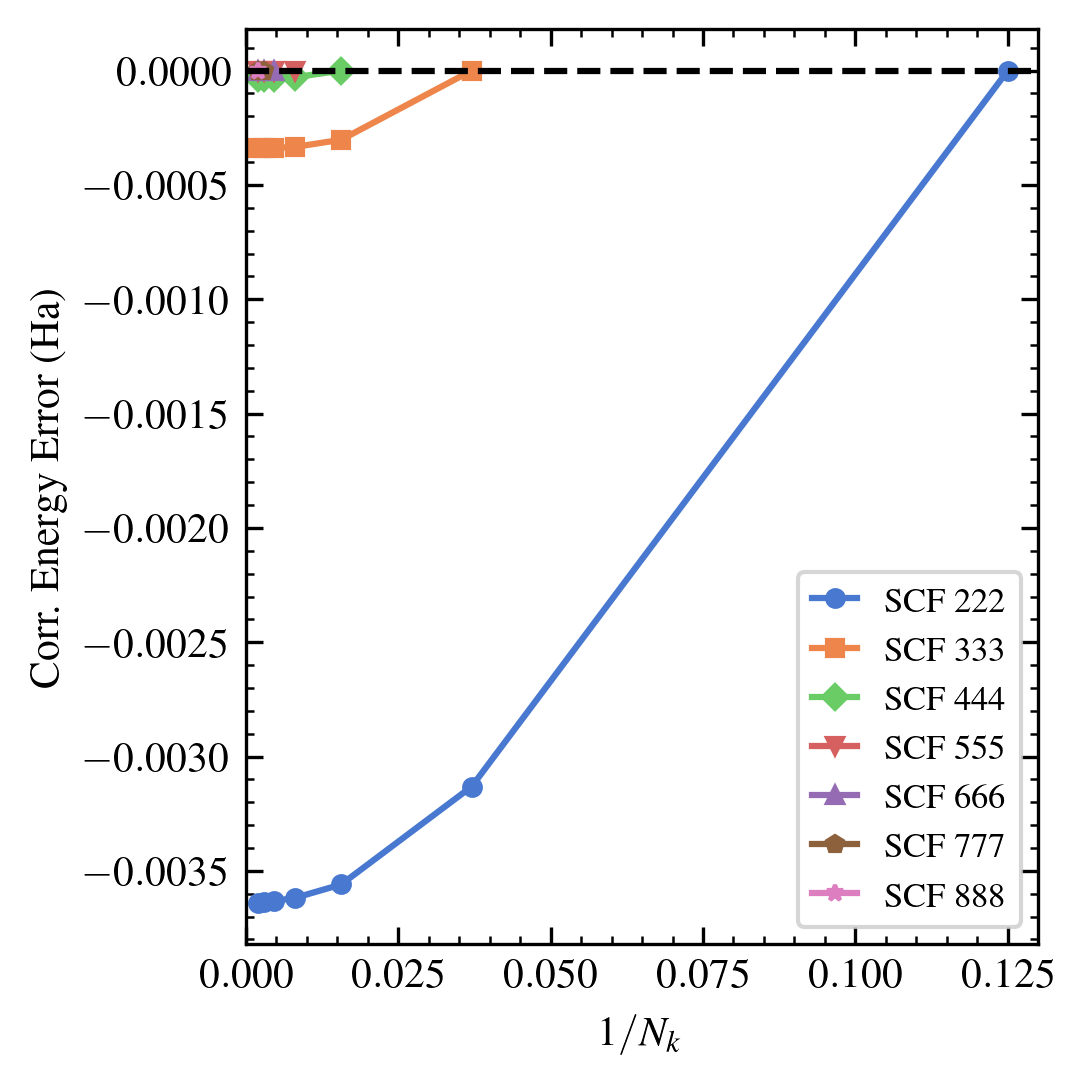 0.0000
−0.0005
−0.0010
−0.0015
−0.0020
−0.0025
−0.0030
−0.0035
Corr. Energy Error (Ha)
SCF 222
SCF 333
SCF 444
SCF 555
SCF 666
SCF 777
SCF 888
0.000 0.025 0.050 0.075 0.100 0.125
1/N_k